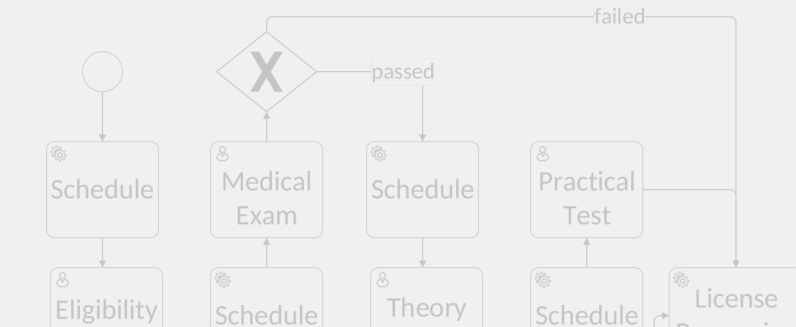 failed
X
passed
Schedule
Medical
Exam
Schedule
Practical
Test
Eligibility
Schedule
Theory
Schedule
License